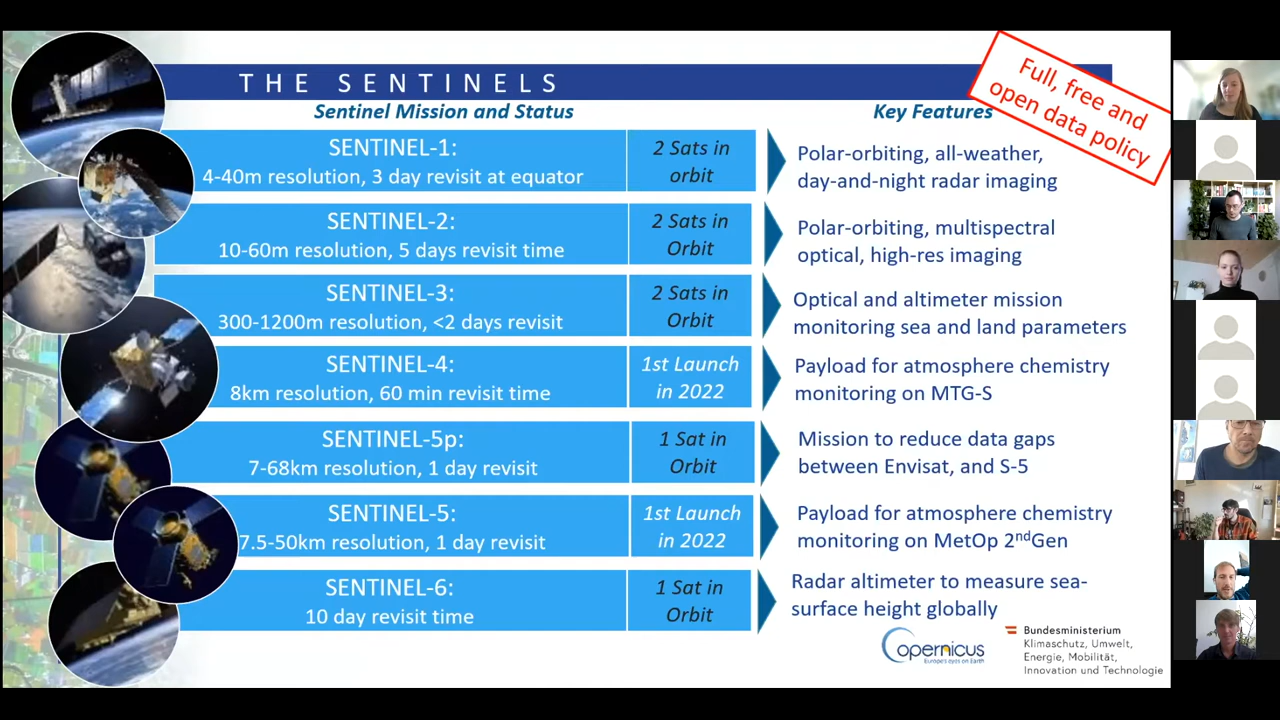 THE SENTINELS
Full, free and
open data policy
Sentinel Mission and Status
Key Features
SENTINEL-1:
4-40m resolution, 3 day revisit at equator
2 Sats in
orbit
Polar-orbiting, all-weather,
day-and-night radar imaging
SENTINEL-2:
10-60m resolution, 5 days revisit time
2 Sats in
Orbit
Polar-orbiting, multispectral
optical, high-res imaging
SENTINEL-3:
300-1200m resolution, <2 days revisit
2 Sats in
Orbit
Optical and altimeter mission
monitoring sea and land parameters
SENTINEL-4:
8km resolution, 60 min revisit time
1st Launch
in 2022
Payload for atmosphere chemistry
monitoring on MTG-S
SENTINEL-5p:
7-68km resolution, 1 day revisit
1 Sat in
Orbit
Mission to reduce data gaps
between Envisat, and S-5
SENTINEL-5:
7.5-50km resolution, 1 day revisit
1st Launch
in 2022
Payload for atmosphere chemistry
monitoring on MetOp 2ndGen
SENTINEL-6:
10 day revisit time
1 Sat in
Orbit
Radar altimeter to measure sea-
surface height globally
Copernicus
Europe's eyes on Earth
Bundesministerium
Klimaschutz, Umwelt,
Energie, Mobilität,
Innovation und Technologie